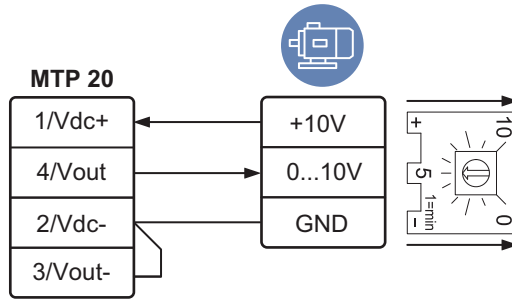 MTP 20
1/Vdc+
4/Vout
2/Vdc-
3/Vout-
+10V
0...10V
GND
+
-
10
5
0
1=min